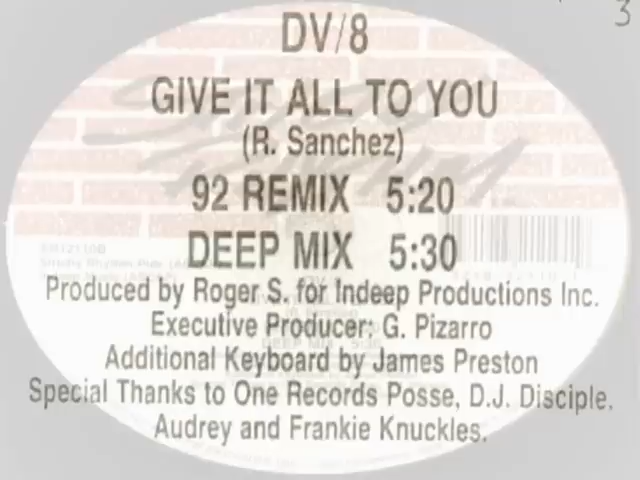 3
DV/8
GIVE IT ALL TO YOU
(R. Sanchez)
92 REMIX 5:20
DEEP MIX 5:30
Produced by Roger S. for Indeep Productions Inc.
Executive Producer: G. Pizarro
Additional Keyboard by James Preston
Special Thanks to One Records Posse, D.J. Disciple,
Audrey and Frankie Knuckles.